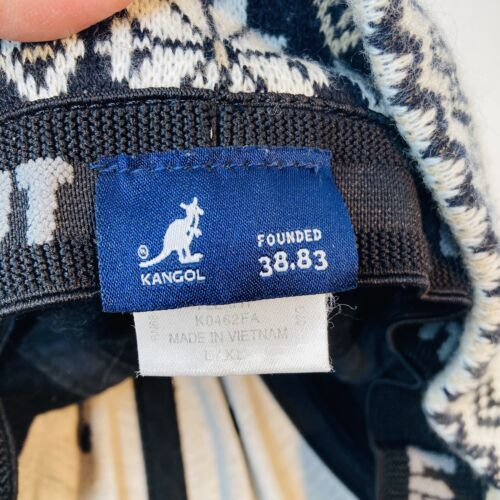 ®
KANGOL
FOUNDED
38.83
K0462FA
MADE IN VIETNAM
L/XL